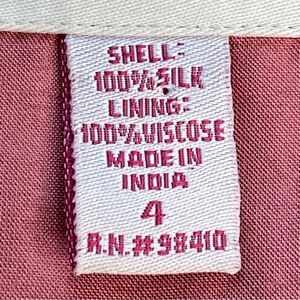 SHELL:
100%SILK
LINING:
100%VISCOSE
MADE IN
INDIA
4
R.N.#98410